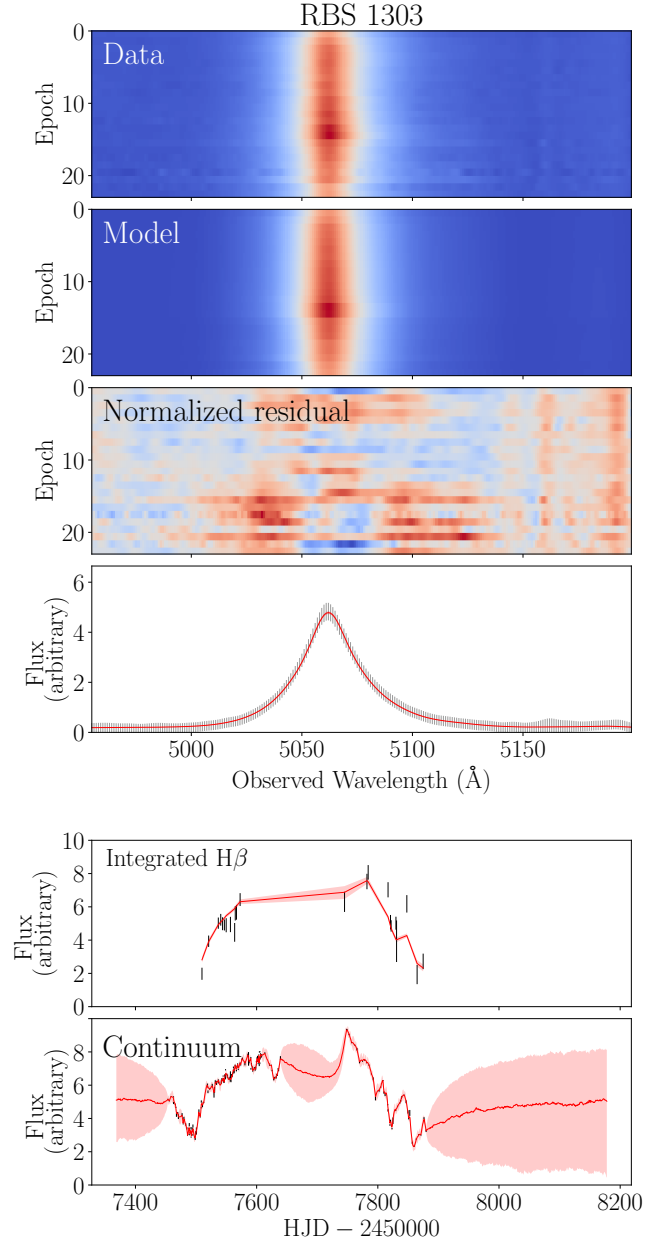 RBS 1303
0
10
20
Epoch
Data
0
10
20
Epoch
Model
0
10
20
Epoch
Normalized residual
6
4
2
0
Flux
(arbitrary)
5000
5050
5100
5150
Observed Wavelength (Å)
10
8
6
4
2
0
Flux
(arbitrary)
Integrated Hβ
8
6
4
2
0
Flux
(arbitrary)
Continuum
7400
7600
7800
8000
8200
HJD − 2450000